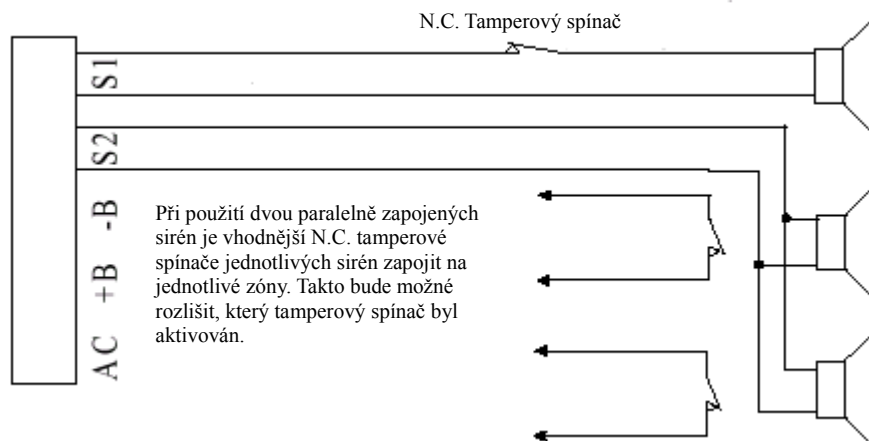 N.C. Tamperový spínač
S1
S2
-B
+B
AC
Při použití dvou paralelně zapojených
sirén je vhodnější N.C. tamperové
spínače jednotlivých sirén zapojit na
jednotlivé zóny. Takto bude možné
rozlišit, který tamperový spínač byl
aktivován.